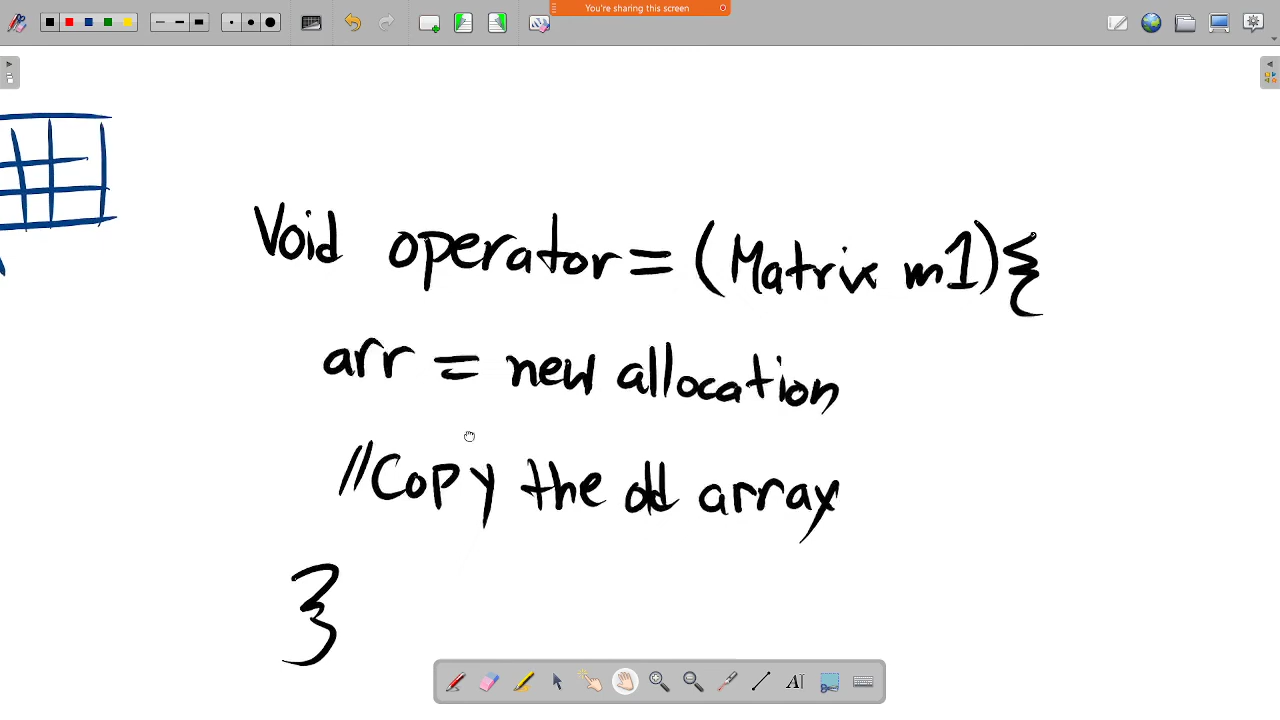 You're sharing this screen
Void operator= (Matrix m1){
arr = new allocation
//Copy the old array
}